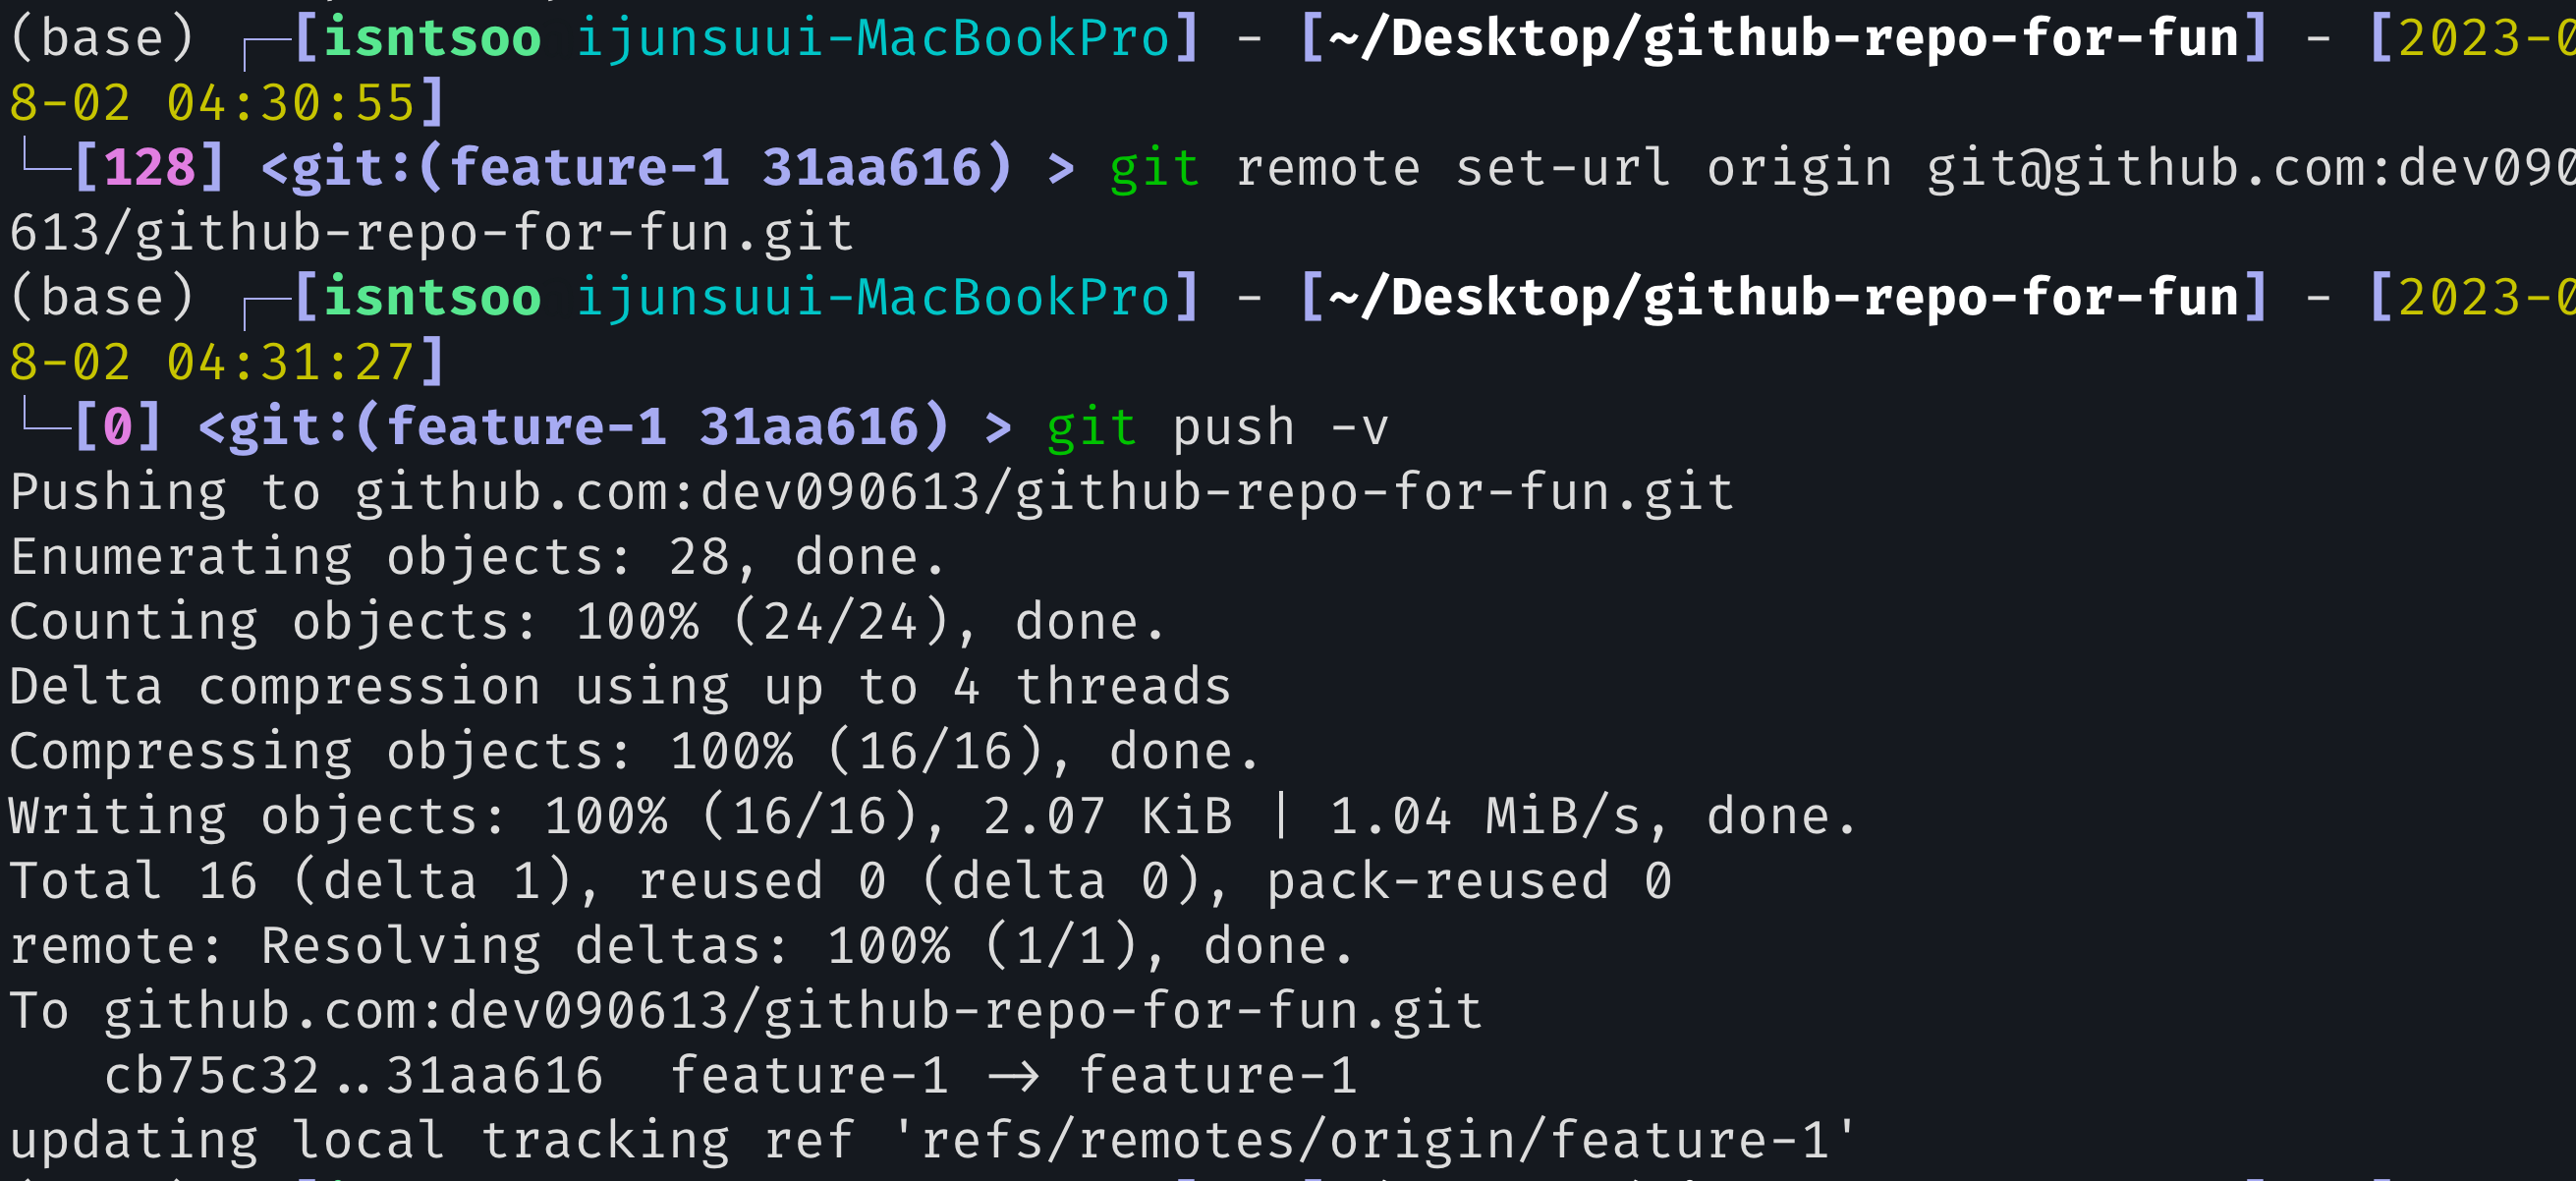 (base) ┌─[isntsoo ijunsuui-MacBookPro] - [~/Desktop/github-repo-for-fun] - [2023-0
8-02 04:30:55]
└─[128] <git:(feature-1 31aa616) > git remote set-url origin git@github.com:dev090
613/github-repo-for-fun.git
(base) ┌─[isntsoo ijunsuui-MacBookPro] - [~/Desktop/github-repo-for-fun] - [2023-0
8-02 04:31:27]
└─[0] <git:(feature-1 31aa616) > git push -v
Pushing to github.com:dev090613/github-repo-for-fun.git
Enumerating objects: 28, done.
Counting objects: 100% (24/24), done.
Delta compression using up to 4 threads
Compressing objects: 100% (16/16), done.
Writing objects: 100% (16/16), 2.07 KiB | 1.04 MiB/s, done.
Total 16 (delta 1), reused 0 (delta 0), pack-reused 0
remote: Resolving deltas: 100% (1/1), done.
To github.com:dev090613/github-repo-for-fun.git
   cb75c32..31aa616  feature-1 -> feature-1
updating local tracking ref 'refs/remotes/origin/feature-1'